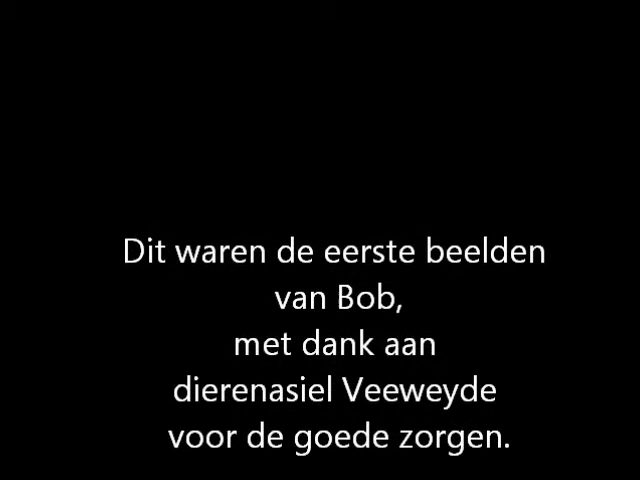 Dit waren de eerste beelden
van Bob,
met dank aan
dierenasiel Veeweyde
voor de goede zorgen.